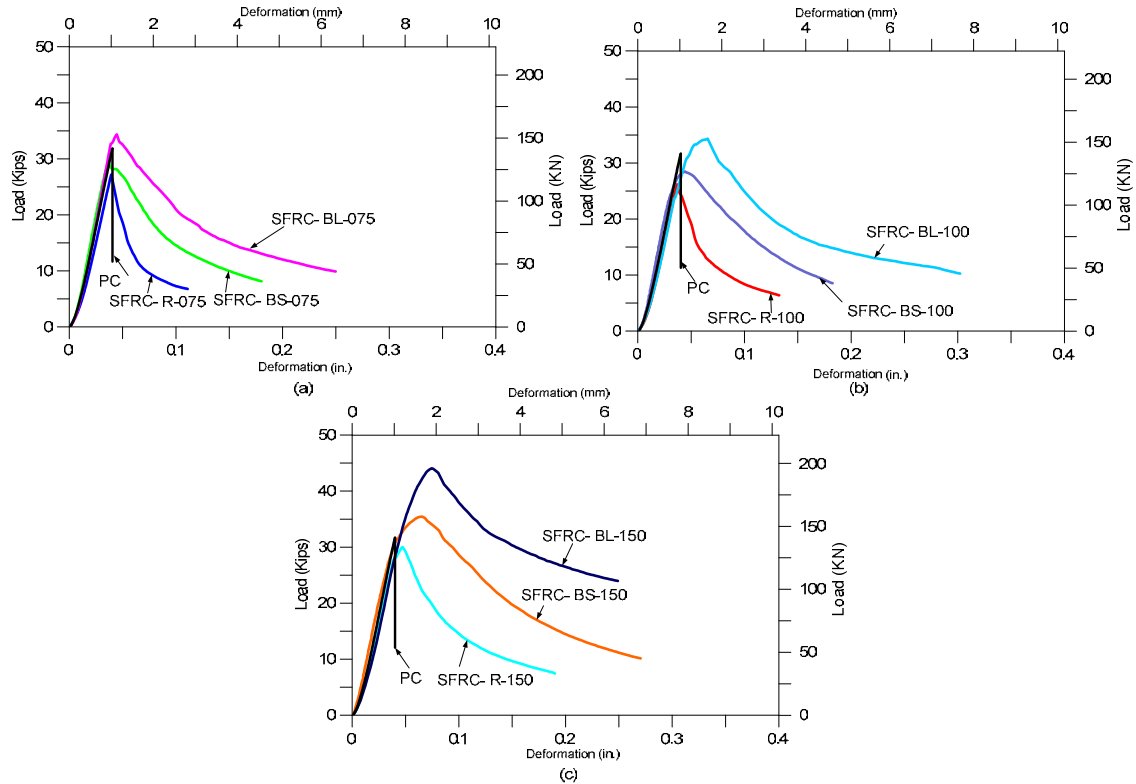 Deformation (mm)
0 2 4 6 8 10
50
40
30
20
10
0
Load (Kips)
200
150
100
50
0
Load (KN)
SFRC- BL-075
PC
SFRC- R-075
SFRC- BS-075
0 0.1 0.2 0.3 0.4
Deformation (in.)
(a)
Deformation (mm)
0 2 4 6 8 10
50
40
30
20
10
0
Load (Kips)
200
150
100
50
0
Load (KN)
SFRC- BL-100
PC
SFRC- BS-100
SFRC- R-100
0 0.1 0.2 0.3 0.4
Deformation (in.)
(b)
Deformation (mm)
0 2 4 6 8 10
50
40
30
20
10
0
Load (Kips)
200
150
100
50
0
Load (KN)
SFRC- BL-150
SFRC- BS-150
PC
SFRC- R-150
0 0.1 0.2 0.3 0.4
Deformation (in.)
(c)